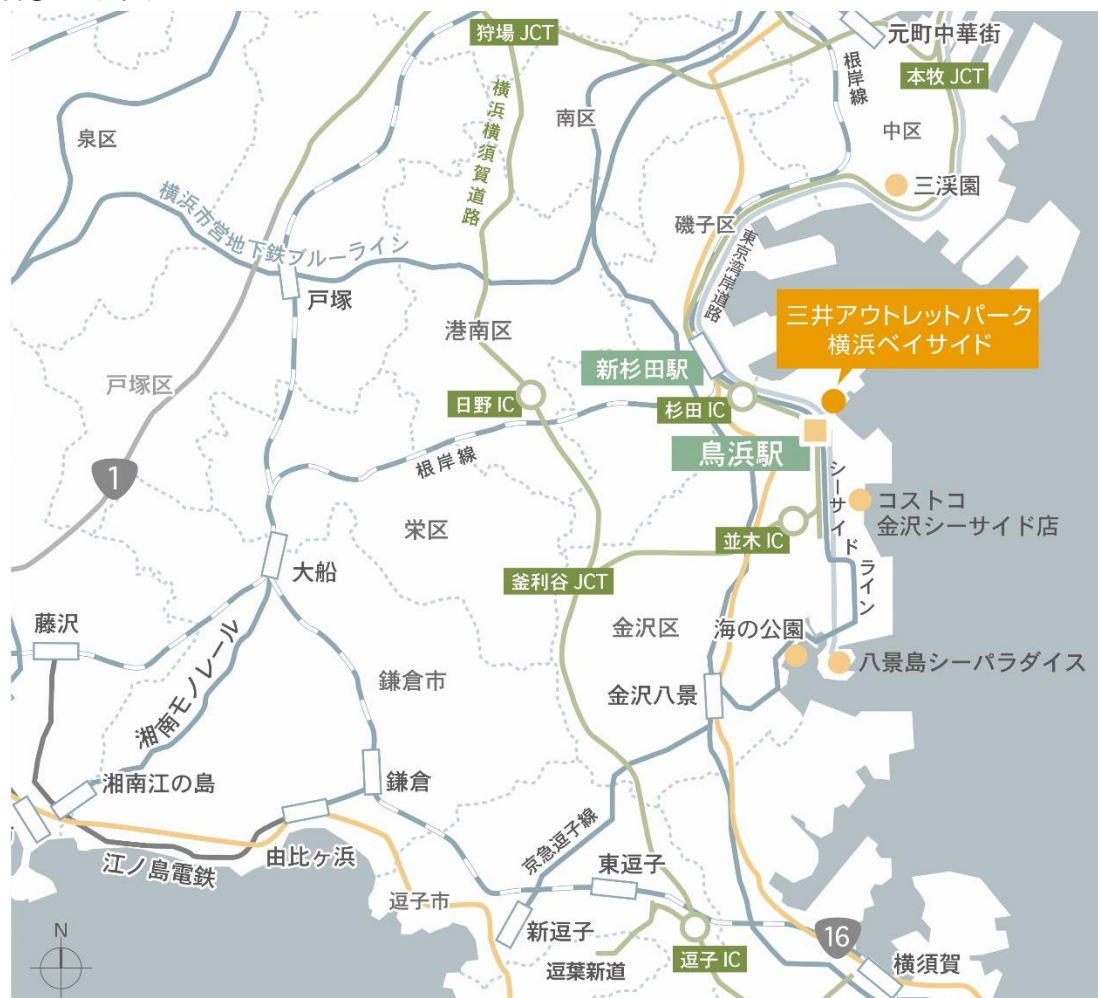 狩場 JCT
元町中華街
根岸線
本牧 JCT
横浜横須賀道路
南区
中区
泉区
三渓園
横浜市営地下鉄ブルーライン
磯子区
東京湾岸道路
戸塚
三井アウトレットパーク
横浜ベイサイド
港南区
新杉田駅
戸塚区
日野 IC
杉田 IC
鳥浜駅
根岸線
1
シーサイドライン
コストコ
金沢シーサイド店
栄区
並木 IC
大船
釜利谷 JCT
藤沢
金沢区
海の公園
八景島シーパラダイス
湘南モノレール
鎌倉市
金沢八景
湘南江の島
鎌倉
京急逗子線
由比ヶ浜
江ノ島電鉄
東逗子
逗子市
N
新逗子
16
逗葉新道
逗子 IC
横須賀